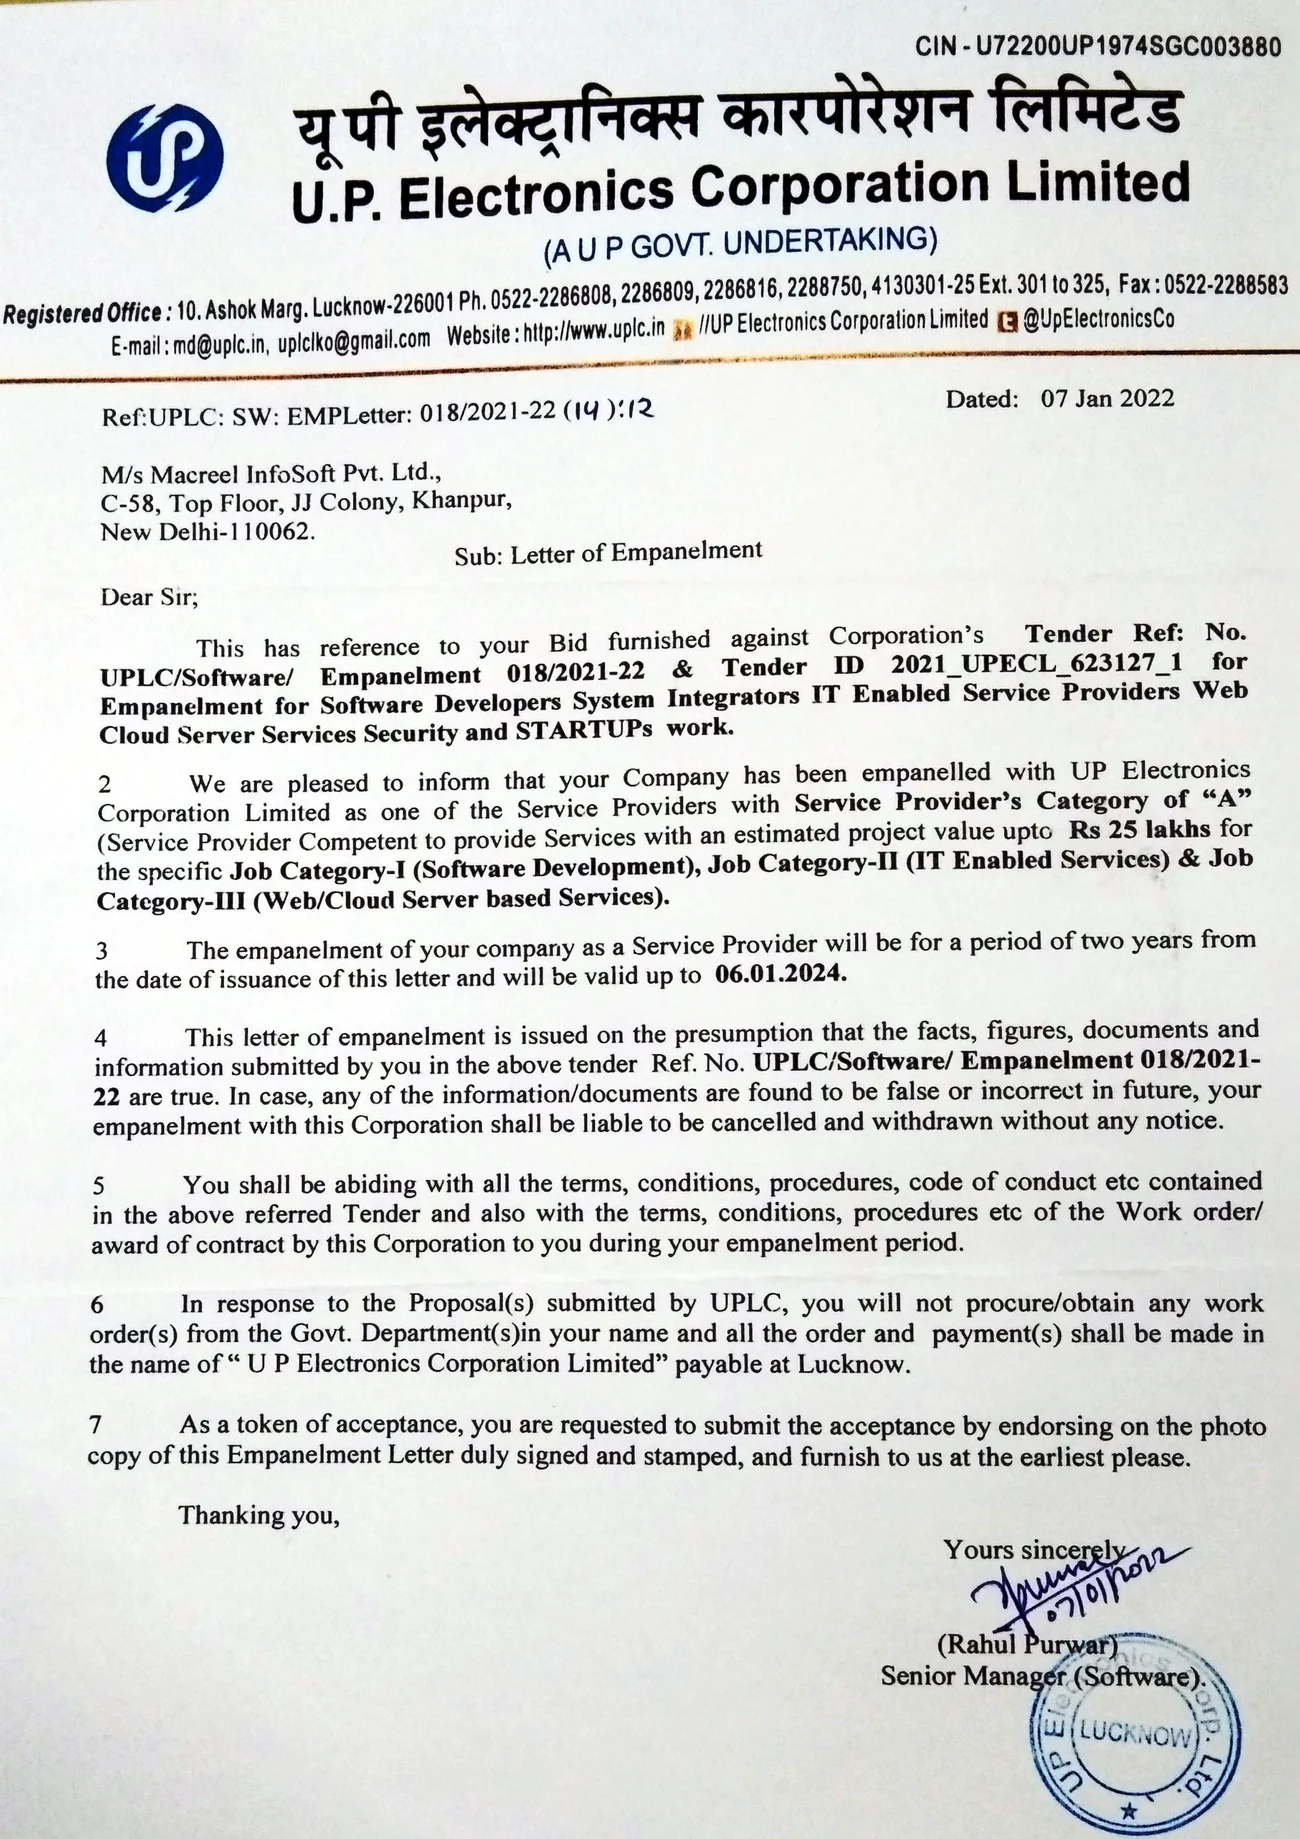 CIN - U72200UP1974SGC003880
UP
यू पी इलेक्ट्रानिक्स कारपोरेशन लिमिटेड
U.P. Electronics Corporation Limited
(A U P GOVT. UNDERTAKING)
Registered Office : 10. Ashok Marg. Lucknow-226001 Ph. 0522-2286808, 2286809, 2286816, 2288750, 4130301-25 Ext. 301 to 325, Fax : 0522-2288583
E-mail : md@uplc.in, uplclko@gmail.com Website : http://www.uplc.in //UP Electronics Corporation Limited @UpElectronicsCo
Ref:UPLC: SW: EMPLetter: 018/2021-22 (14):12
Dated: 07 Jan 2022
M/s Macreel InfoSoft Pvt. Ltd.,
C-58, Top Floor, JJ Colony, Khanpur,
New Delhi-110062.
Sub: Letter of Empanelment
Dear Sir;
This has reference to your Bid furnished against Corporation's Tender Ref: No.
UPLC/Software/ Empanelment 018/2021-22 & Tender ID 2021_UPECL_623127_1 for
Empanelment for Software Developers System Integrators IT Enabled Service Providers Web
Cloud Server Services Security and STARTUPs work.
2 We are pleased to inform that your Company has been empanelled with UP Electronics
Corporation Limited as one of the Service Providers with Service Provider's Category of "A"
(Service Provider Competent to provide Services with an estimated project value upto Rs 25 lakhs for
the specific Job Category-I (Software Development), Job Category-II (IT Enabled Services) & Job
Category-III (Web/Cloud Server based Services).
3 The empanelment of your company as a Service Provider will be for a period of two years from
the date of issuance of this letter and will be valid up to 06.01.2024.
4 This letter of empanelment is issued on the presumption that the facts, figures, documents and
information submitted by you in the above tender Ref. No. UPLC/Software/ Empanelment 018/2021-
22 are true. In case, any of the information/documents are found to be false or incorrect in future, your
empanelment with this Corporation shall be liable to be cancelled and withdrawn without any notice.
5 You shall be abiding with all the terms, conditions, procedures, code of conduct etc contained
in the above referred Tender and also with the terms, conditions, procedures etc of the Work order/
award of contract by this Corporation to you during your empanelment period.
6 In response to the Proposal(s) submitted by UPLC, you will not procure/obtain any work
order(s) from the Govt. Department(s)in your name and all the order and payment(s) shall be made in
the name of " U P Electronics Corporation Limited" payable at Lucknow.
7 As a token of acceptance, you are requested to submit the acceptance by endorsing on the photo
copy of this Empanelment Letter duly signed and stamped, and furnish to us at the earliest please.
Thanking you,
Yours sincerely
07/01/2022
(Rahul Purwar)
Senior Manager (Software).
UP Electronics Corp. Ltd.
LUCKNOW